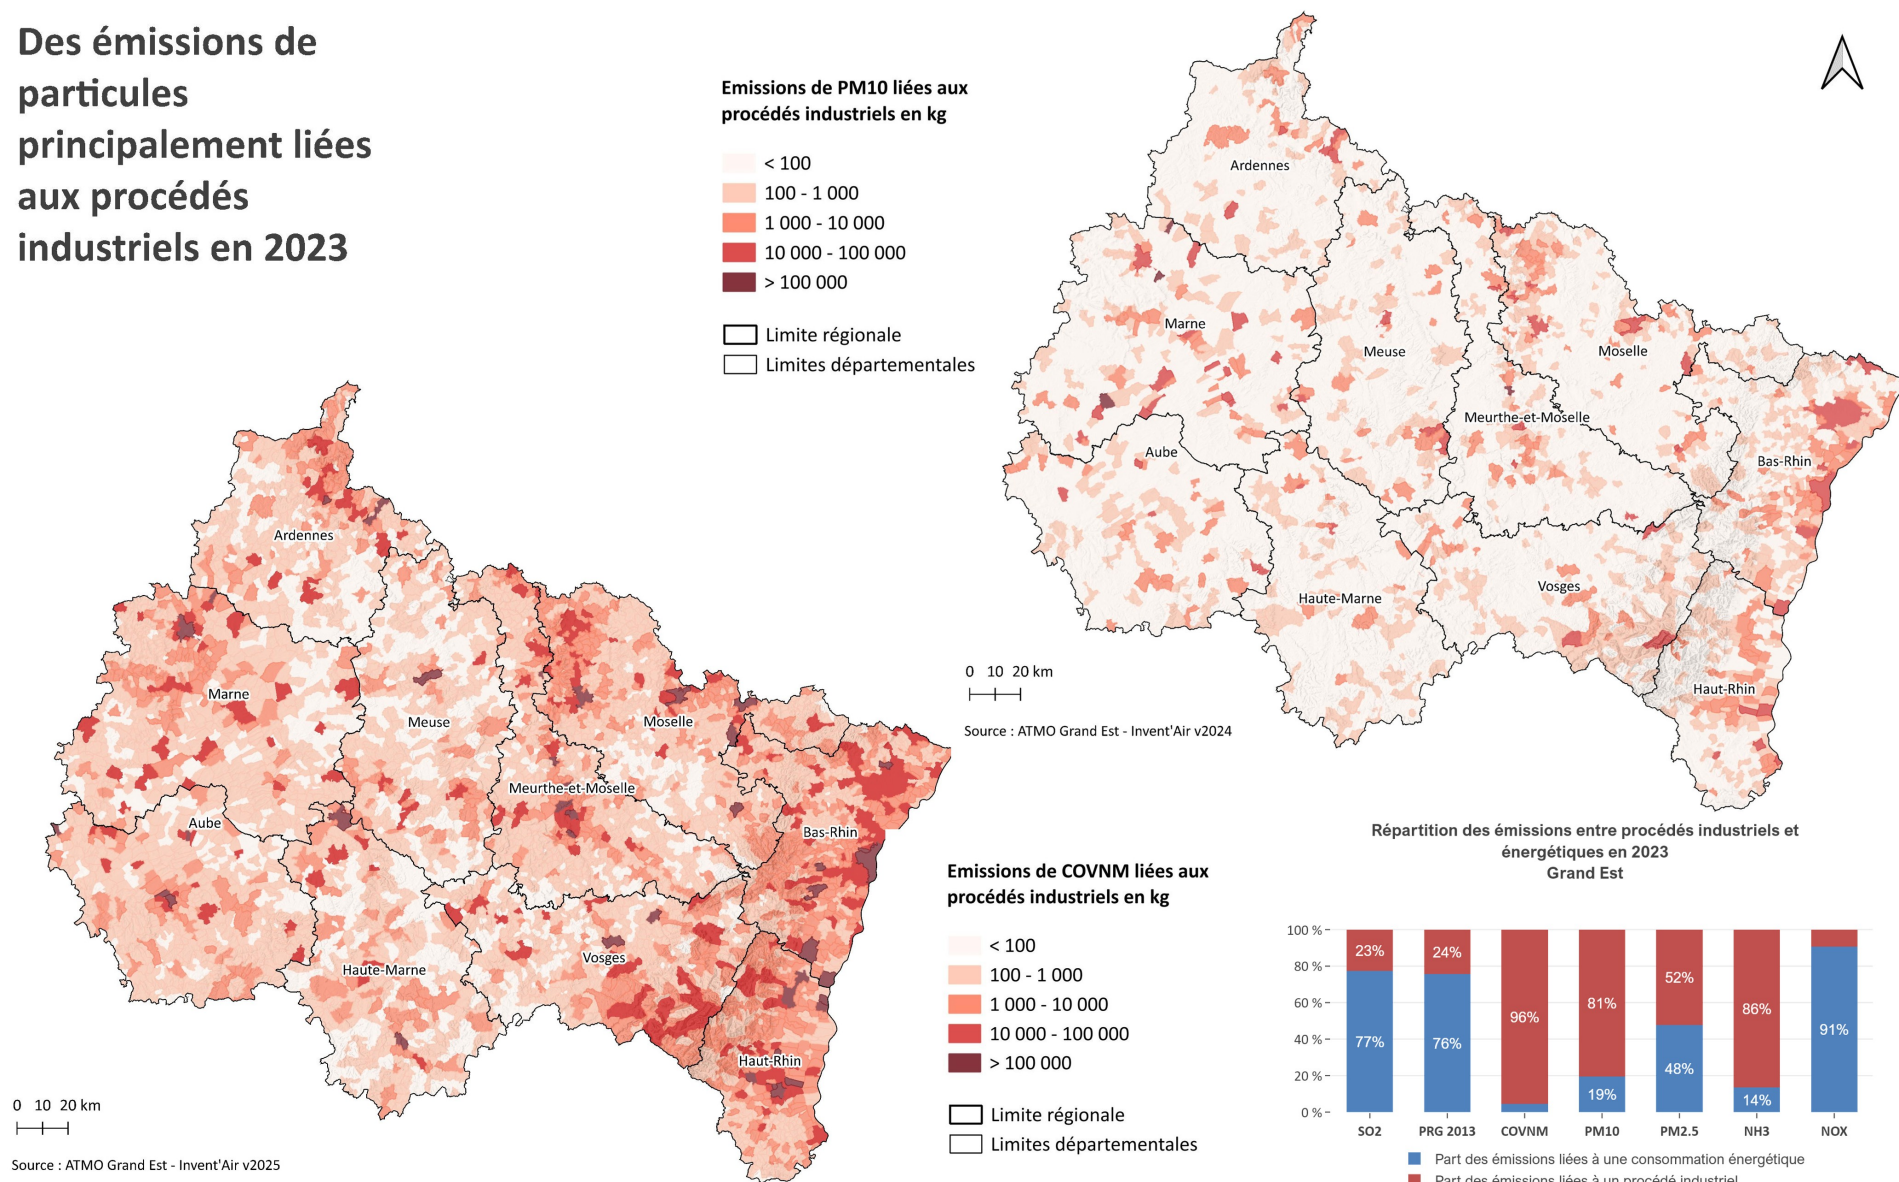 Des émissions de
particules
principalement liées
aux procédés
industriels en 2023
Emissions de PM10 liées aux
procédés industriels en kg
< 100
100 - 1 000
1 000 - 10 000
10 000 - 100 000
> 100 000
Limite régionale
Limites départementales
Ardennes
Marne
Meuse
Moselle
Meurthe-et-Moselle
Aube
Bas-Rhin
Vosges
Haute-Marne
Haut-Rhin
0 10 20 km
Source : ATMO Grand Est - Invent'Air v2024
Ardennes
Marne
Meuse
Moselle
Meurthe-et-Moselle
Aube
Bas-Rhin
Vosges
Haute-Marne
Haut-Rhin
0 10 20 km
Source : ATMO Grand Est - Invent'Air v2025
Emissions de COVNM liées aux
procédés industriels en kg
< 100
100 - 1 000
1 000 - 10 000
10 000 - 100 000
> 100 000
Limite régionale
Limites départementales
Répartition des émissions entre procédés industriels et
énergétiques en 2023
Grand Est
100 %
80 %
60 %
40 %
20 %
0 %
23%
24%
96%
81%
52%
86%
77%
76%
19%
48%
14%
91%
SO2 PRG 2013 COVNM PM10 PM2.5 NH3 NOX
Part des émissions liées à une consommation énergétique
Part des émissions liées à un procédé industriel